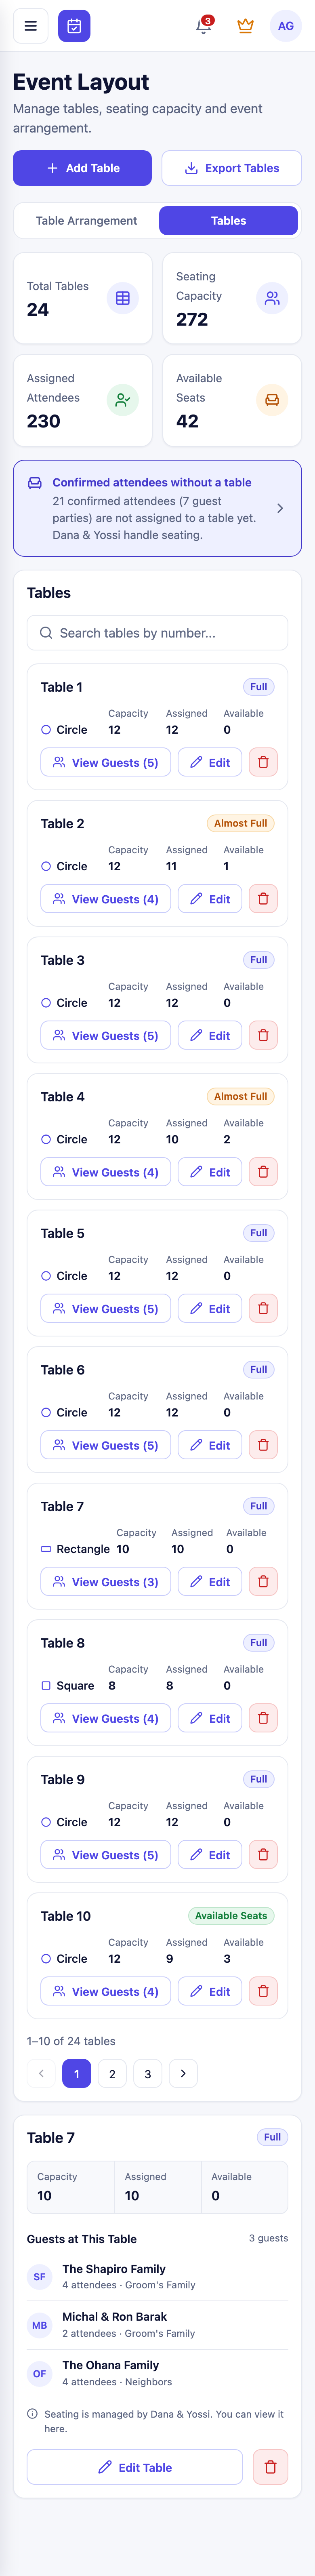 3
AG
Event Layout
Manage tables, seating capacity and event
arrangement.
Add Table
Export Tables
Table Arrangement
Tables
Total Tables
24
Seating
Capacity
272
Assigned
Attendees
230
Available
Seats
42
Confirmed attendees without a table
21 confirmed attendees (7 guest
parties) are not assigned to a table yet.
Dana & Yossi handle seating.
Tables
Search tables by number...
Table 1 Full
Capacity Assigned Available
Circle 12 12 0
View Guests (5) Edit
Table 2 Almost Full
Capacity Assigned Available
Circle 12 11 1
View Guests (4) Edit
Table 3 Full
Capacity Assigned Available
Circle 12 12 0
View Guests (5) Edit
Table 4 Almost Full
Capacity Assigned Available
Circle 12 10 2
View Guests (4) Edit
Table 5 Full
Capacity Assigned Available
Circle 12 12 0
View Guests (5) Edit
Table 6 Full
Capacity Assigned Available
Circle 12 12 0
View Guests (5) Edit
Table 7 Full
Capacity Assigned Available
Rectangle 10 10 0
View Guests (3) Edit
Table 8 Full
Capacity Assigned Available
Square 8 8 0
View Guests (4) Edit
Table 9 Full
Capacity Assigned Available
Circle 12 12 0
View Guests (5) Edit
Table 10 Available Seats
Capacity Assigned Available
Circle 12 9 3
View Guests (4) Edit
1–10 of 24 tables
1 2 3
Table 7 Full
Capacity Assigned Available
10 10 0
Guests at This Table 3 guests
SF
The Shapiro Family
4 attendees · Groom's Family
MB
Michal & Ron Barak
2 attendees · Groom's Family
OF
The Ohana Family
4 attendees · Neighbors
Seating is managed by Dana & Yossi. You can view it
here.
Edit Table